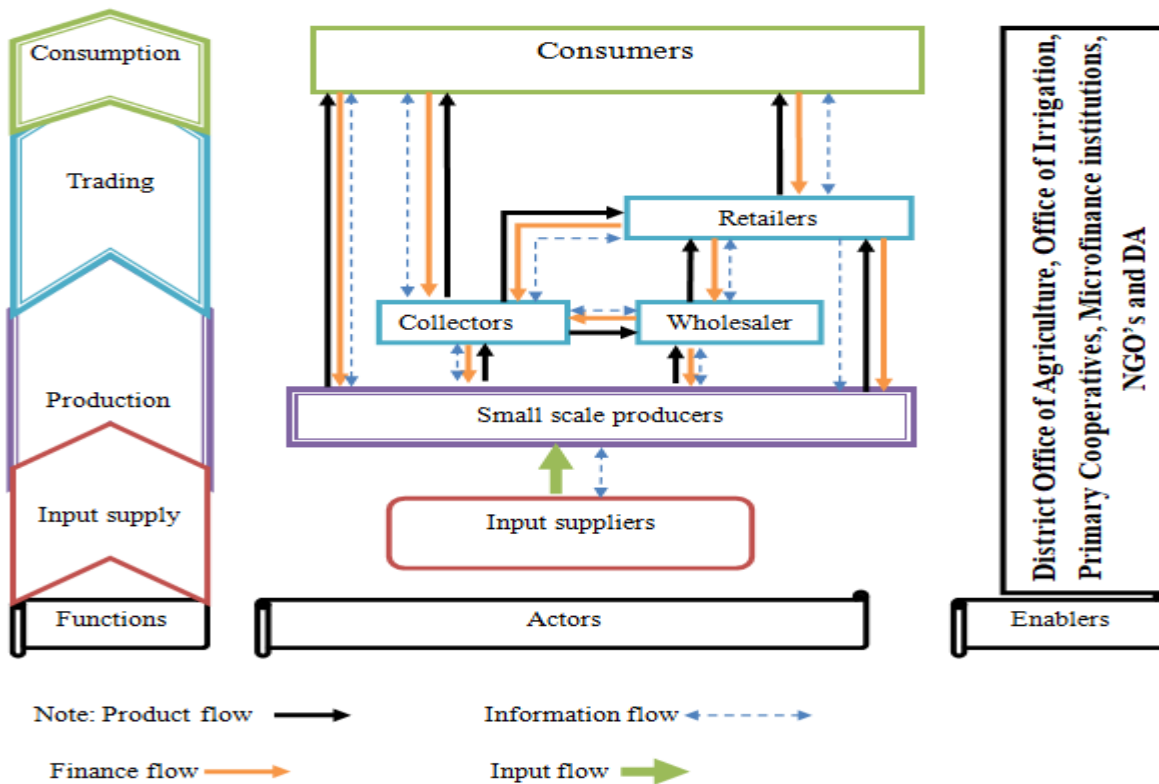 Consumption
Trading
Production
Input supply
Functions
Consumers
Retailers
Collectors
Wholesaler
Small scale producers
Input suppliers
Actors
District Office of Agriculture, Office of Irrigation,
Primary Cooperatives, Microfinance institutions,
NGO's and DA
Enablers
Note: Product flow
Information flow
Finance flow
Input flow